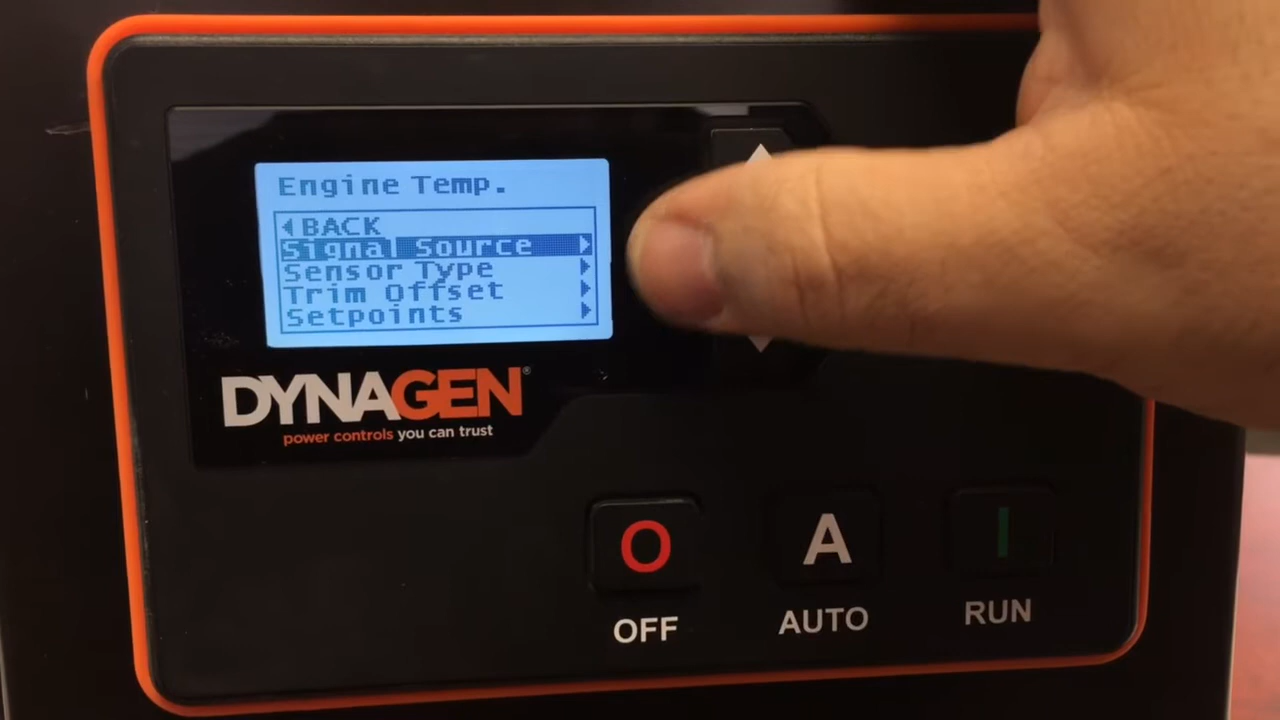 Engine Temp.
BACK
Signal Source
Sensor Type
Trim Offset
Setpoints
DYNAGEN®
power controls you can trust
O
A
I
OFF
AUTO
RUN